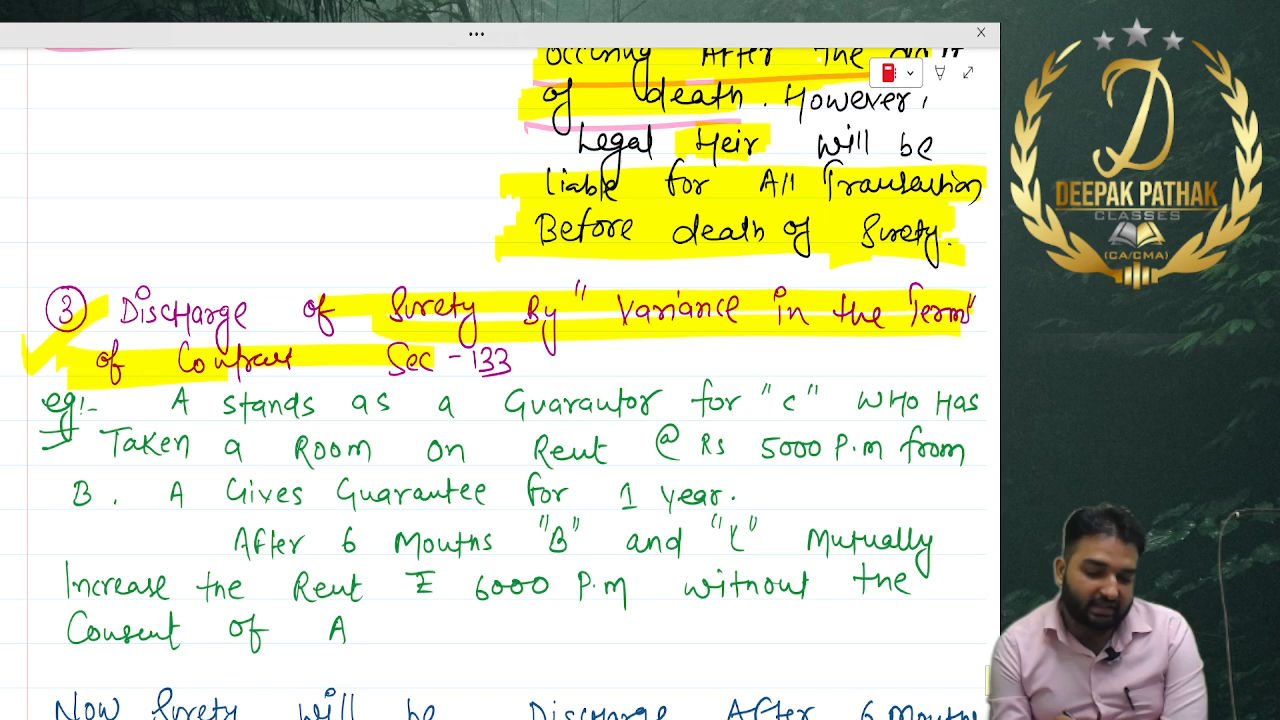 occuring After the
of death. However,
Legal Heir will be
liable for All Transaction
Before death of Surety.
③ Discharge of Surety By "Variance in the Terms"
of Contract Sec-133
eg:- A stands as a Guarantor for "C" WHO Has
Taken a Room on Rent @ Rs 5000 P.m from
B. A Gives Guarantee for 1 year.
After 6 Months "B" and "C" Mutually
Increase the Rent 6000 P.m without the
Consent of A
Now Surety will be Discharge After 6 Months
D
DEEPAK PATHAK
CLASSES
(CA/CMA)